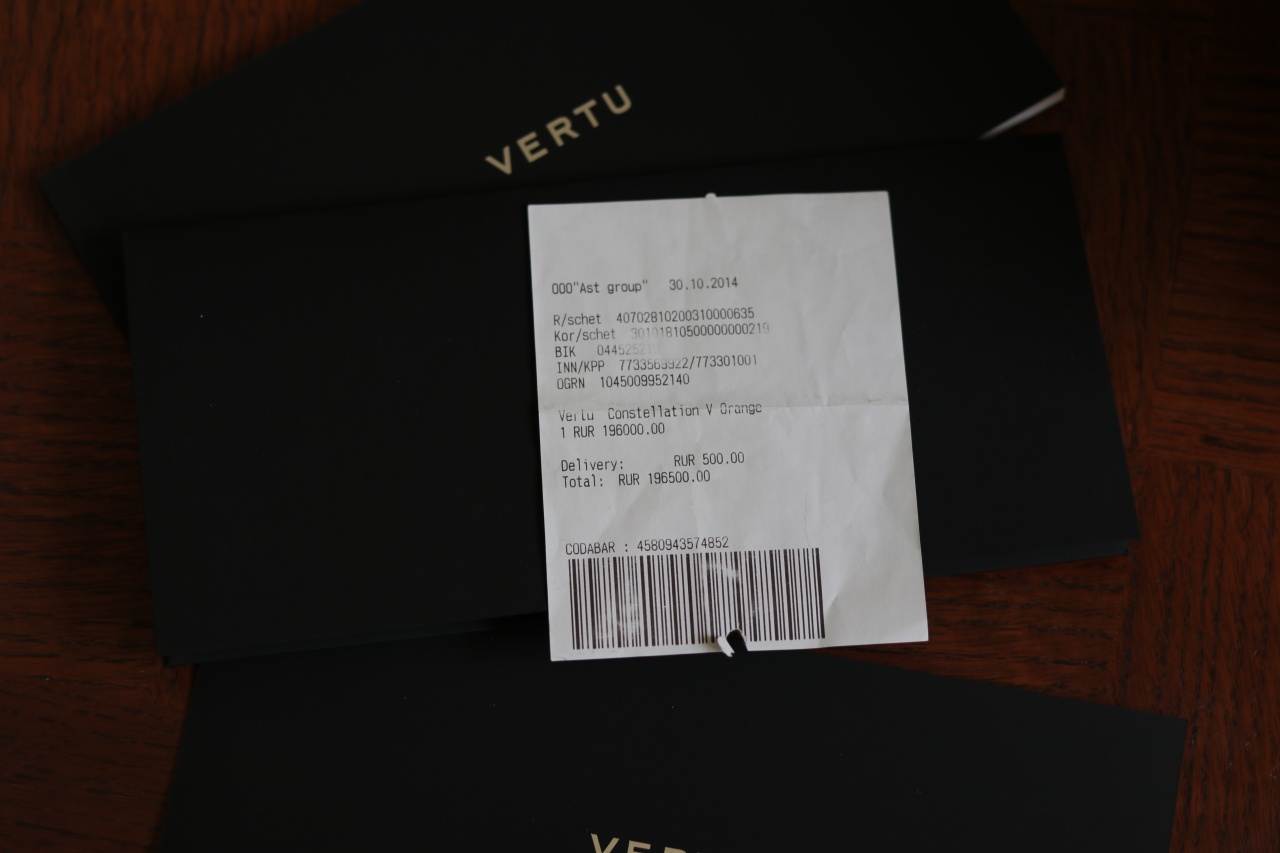 VERTU
OOO"Ast group" 30.10.2014
R/schet 40702810200310000635
Kor/schet 30101810500000000219
BIK
INN/KPP 7733563922/773301001
OGRN 1045009952140
Vertu Constellation V Orange
1 RUR 196000.00
Delivery: RUR 500.00
Total: RUR 196500.00
CODABAR : 4580943574852